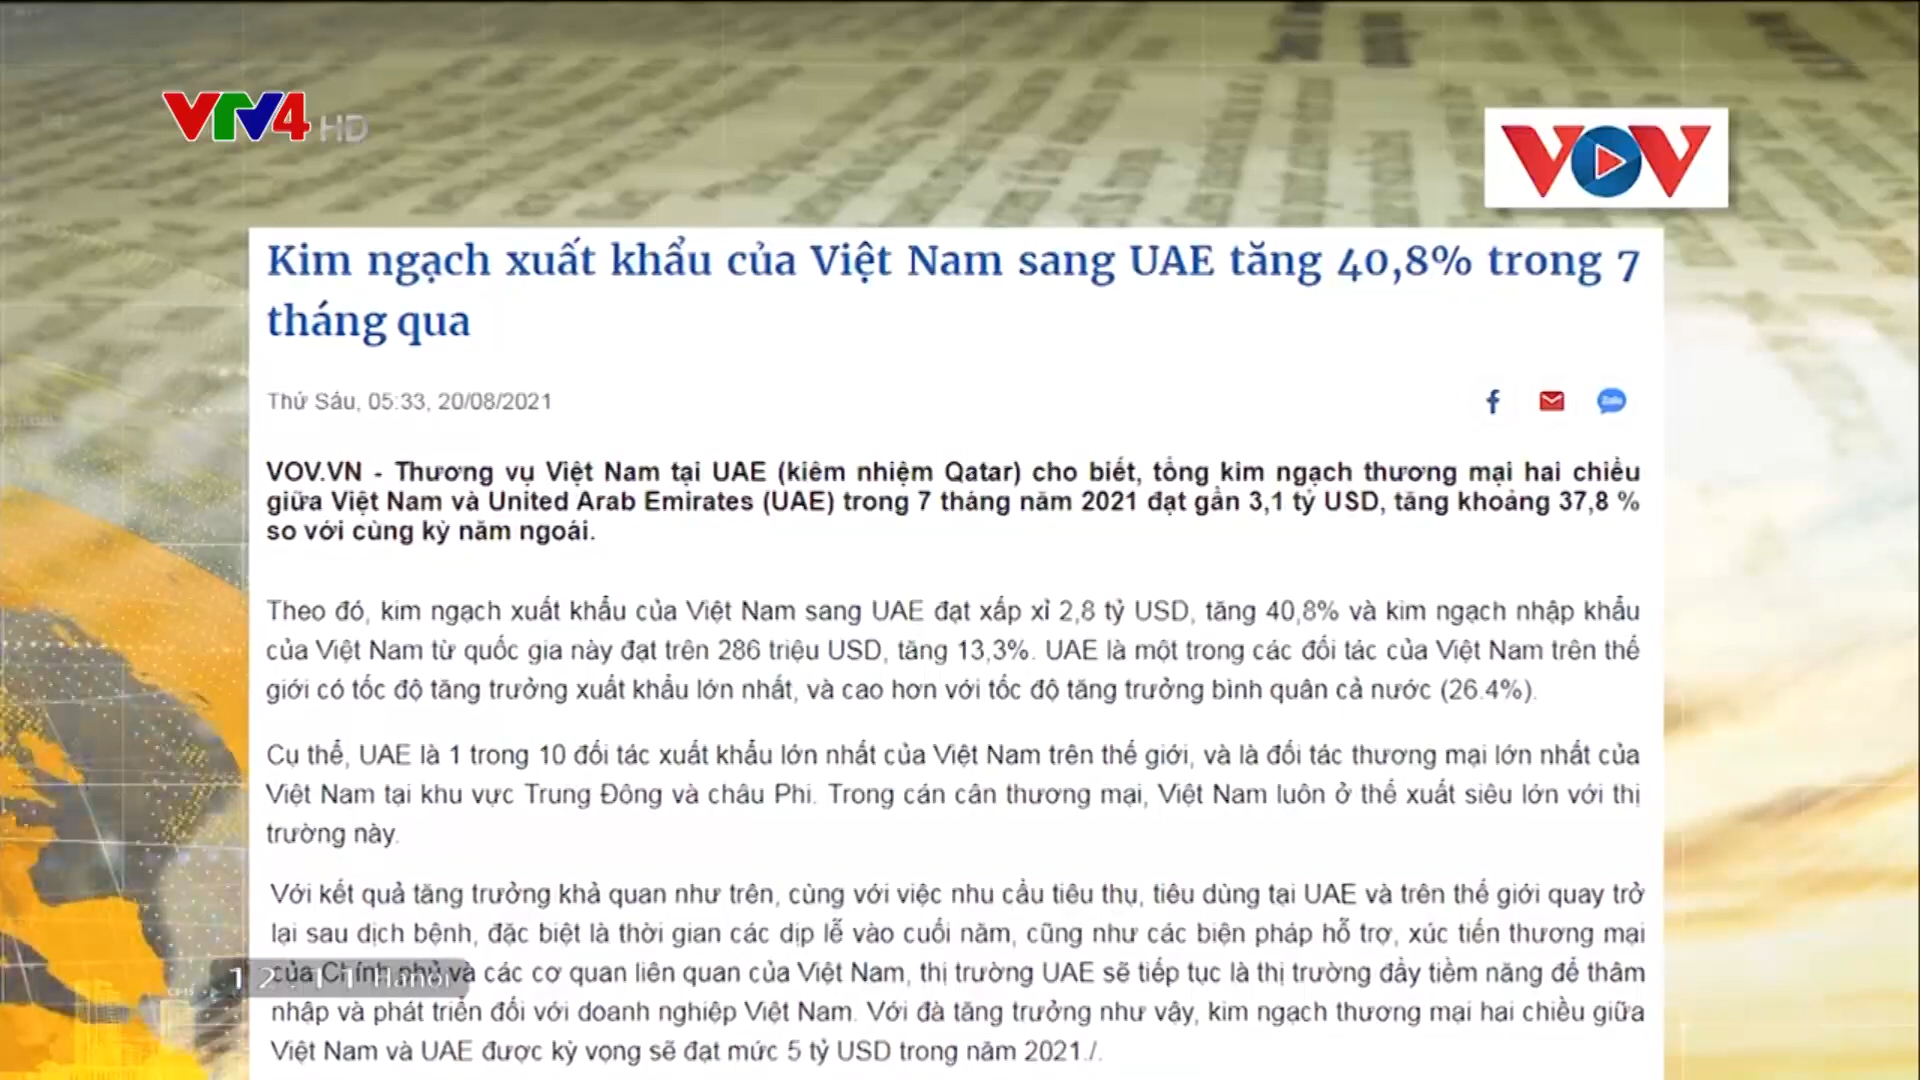 VTV4 HD
VOV
Kim ngạch xuất khẩu của Việt Nam sang UAE tăng 40,8% trong 7
tháng qua
Thứ Sáu, 05:33, 20/08/2021
Zalo
VOV.VN - Thương vụ Việt Nam tại UAE (kiêm nhiệm Qatar) cho biết, tổng kim ngạch thương mại hai chiều
giữa Việt Nam và United Arab Emirates (UAE) trong 7 tháng năm 2021 đạt gần 3,1 tỷ USD, tăng khoảng 37,8 %
so với cùng kỳ năm ngoái.
Theo đó, kim ngạch xuất khẩu của Việt Nam sang UAE đạt xấp xỉ 2,8 tỷ USD, tăng 40,8% và kim ngạch nhập khẩu
của Việt Nam từ quốc gia này đạt trên 286 triệu USD, tăng 13,3%. UAE là một trong các đối tác của Việt Nam trên thế
giới có tốc độ tăng trưởng xuất khẩu lớn nhất, và cao hơn với tốc độ tăng trưởng bình quân cả nước (26.4%).
Cụ thể, UAE là 1 trong 10 đối tác xuất khẩu lớn nhất của Việt Nam trên thế giới, và là đối tác thương mại lớn nhất của
Việt Nam tại khu vực Trung Đông và châu Phi. Trong cán cân thương mại, Việt Nam luôn ở thế xuất siêu lớn với thị
trường này.
Với kết quả tăng trưởng khả quan như trên, cùng với việc nhu cầu tiêu thụ, tiêu dùng tại UAE và trên thế giới quay trở
lại sau dịch bệnh, đặc biệt là thời gian các dịp lễ vào cuối năm, cũng như các biện pháp hỗ trợ, xúc tiến thương mại
của Chính phủ và các cơ quan liên quan của Việt Nam, thị trường UAE sẽ tiếp tục là thị trường đầy tiềm năng để thâm
12:11 Hanoi
nhập và phát triển đối với doanh nghiệp Việt Nam. Với đà tăng trưởng như vậy, kim ngạch thương mại hai chiều giữa
Việt Nam và UAE được kỳ vọng sẽ đạt mức 5 tỷ USD trong năm 2021./.